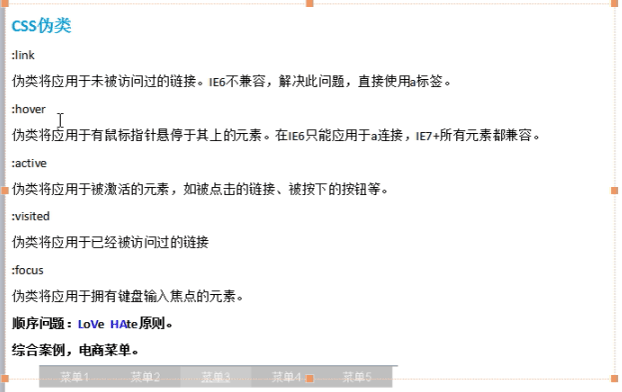 CSS伪类
:link
伪类将应用于未被访问过的链接。IE6不兼容，解决此问题，直接使用a标签。
:hover
伪类将应用于有鼠标指针悬停于其上的元素。在IE6只能应用于a连接，IE7+所有元素都兼容。
:active
伪类将应用于被激活的元素，如被点击的链接、被按下的按钮等。
:visited
伪类将应用于已经被访问过的链接
:focus
伪类将应用于拥有键盘输入焦点的元素。
顺序问题：LoVe HAte原则。
综合案例，电商菜单。
菜单1 菜单2 菜单3 菜单4 菜单5